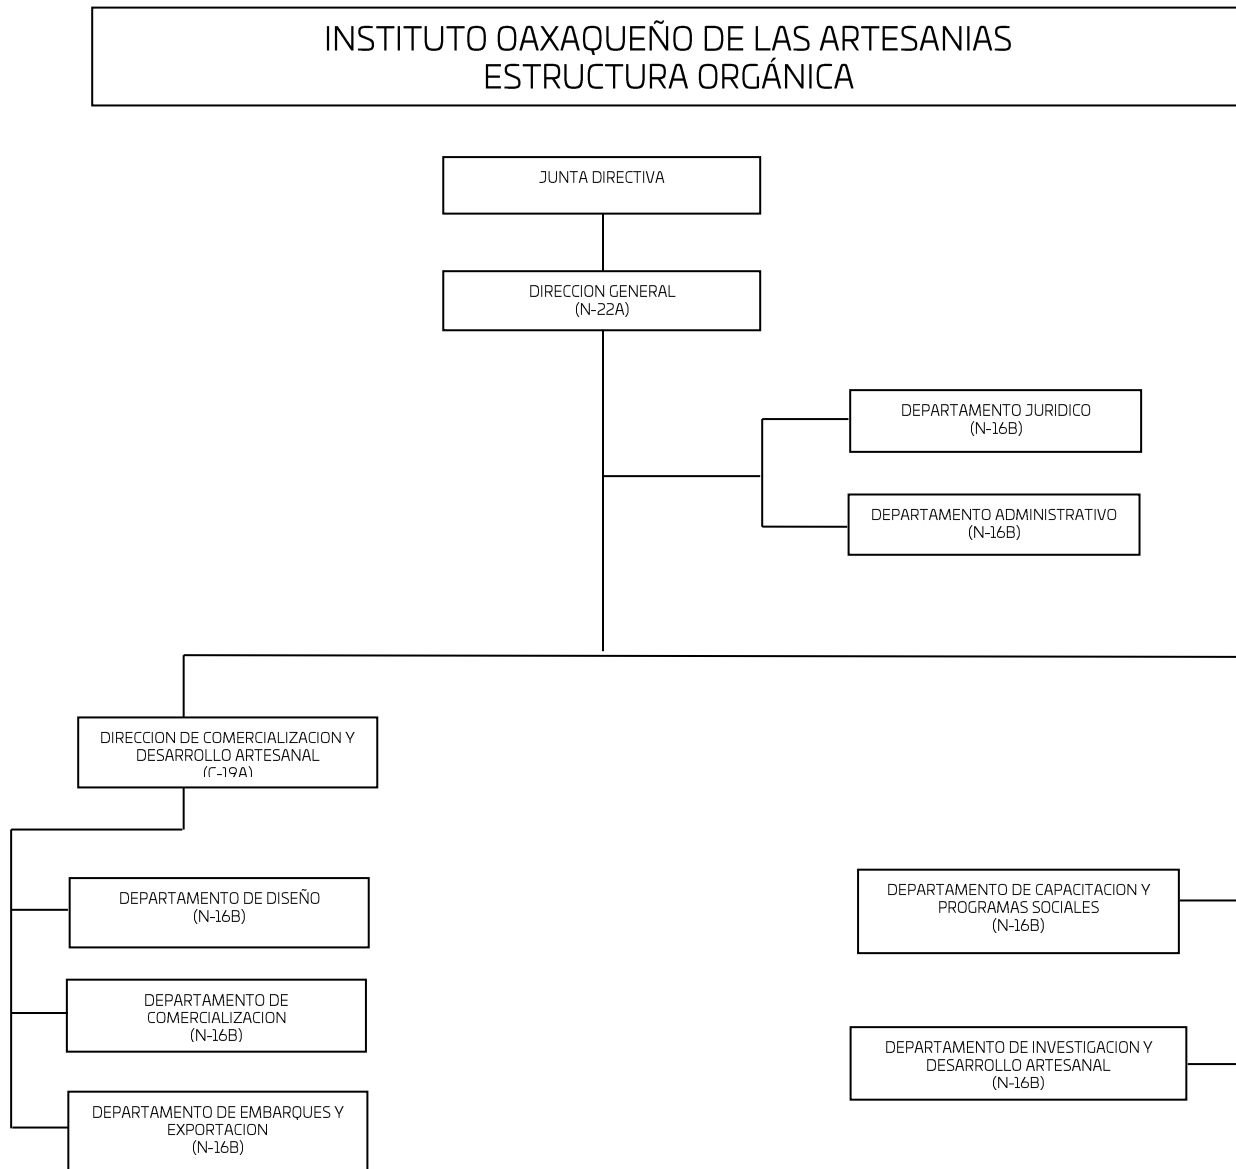 INSTITUTO OAXAQUEÑO DE LAS ARTESANIAS
ESTRUCTURA ORGÁNICA
JUNTA DIRECTIVA
DIRECCION GENERAL
(N-22A)
DEPARTAMENTO JURIDICO
(N-16B)
DEPARTAMENTO ADMINISTRATIVO
(N-16B)
DIRECCION DE COMERCIALIZACION Y
DESARROLLO ARTESANAL
(C-19A)
DEPARTAMENTO DE DISEÑO
(N-16B)
DEPARTAMENTO DE
COMERCIALIZACION
(N-16B)
DEPARTAMENTO DE EMBARQUES Y
EXPORTACION
(N-16B)
DEPARTAMENTO DE CAPACITACION Y
PROGRAMAS SOCIALES
(N-16B)
DEPARTAMENTO DE INVESTIGACION Y
DESARROLLO ARTESANAL
(N-16B)